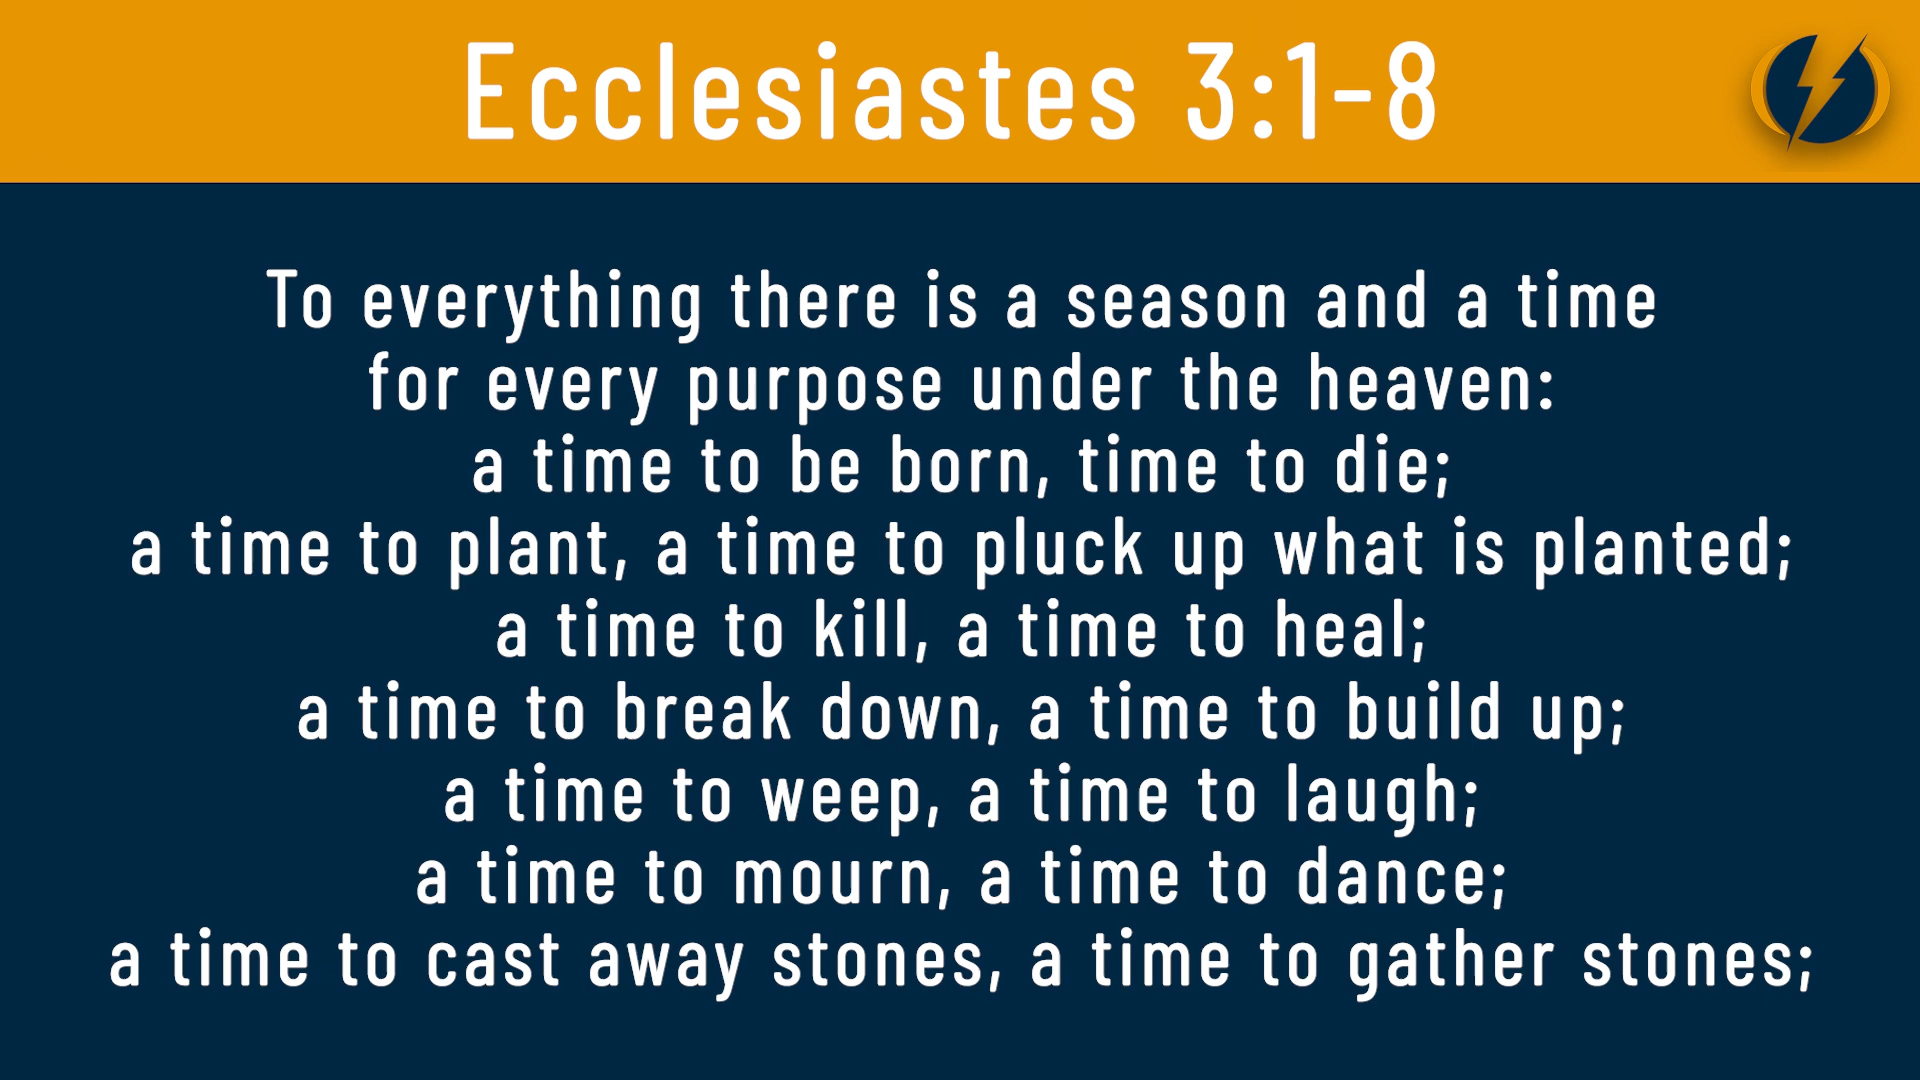 Ecclesiastes 3:1-8
To everything there is a season and a time
for every purpose under the heaven:
a time to be born, time to die;
a time to plant, a time to pluck up what is planted;
a time to kill, a time to heal;
a time to break down, a time to build up;
a time to weep, a time to laugh;
a time to mourn, a time to dance;
a time to cast away stones, a time to gather stones;